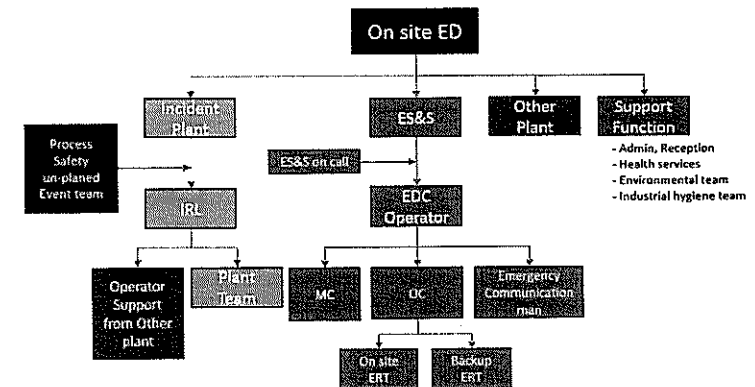 On site ED
Incident
Plant
ES&S
Other
Plant
Support
Function
- Admin, Reception
- Health services
- Environmental team
- Industrial hygiene team
Process
Safety
un-planed
Event team
ES&S on call
IRL
EDC
Operator
Operator
Support
from Other
plant
Plant
Team
MC
OC
Emergency
Communication
man
On site
ERT
Backup
ERT